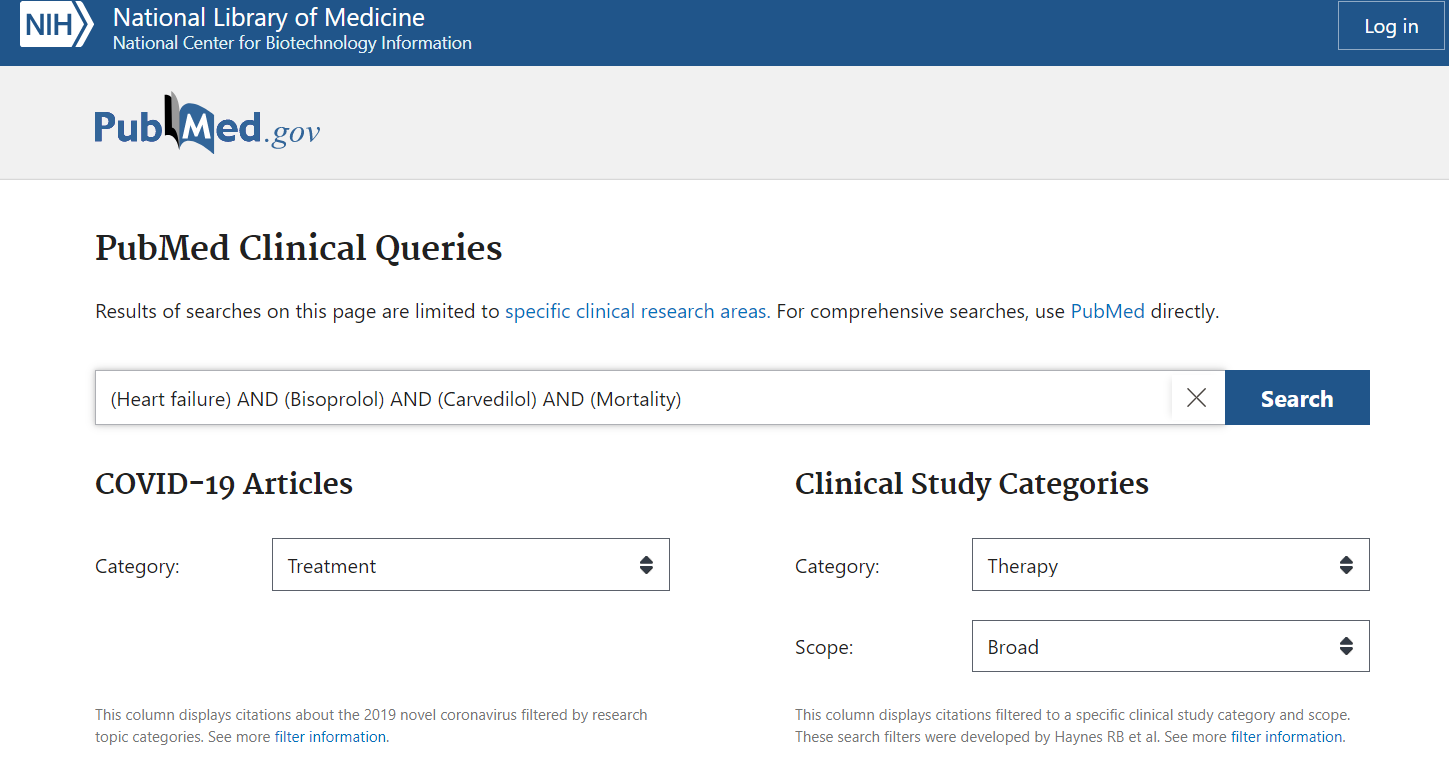 NIH
National Library of Medicine
National Center for Biotechnology Information
Log in
PubMed.gov
PubMed Clinical Queries
Results of searches on this page are limited to specific clinical research areas. For comprehensive searches, use PubMed directly.
(Heart failure) AND (Bisoprolol) AND (Carvedilol) AND (Mortality)
Search
COVID-19 Articles
Category:
Treatment
This column displays citations about the 2019 novel coronavirus filtered by research
topic categories. See more filter information.
Clinical Study Categories
Category:
Therapy
Scope:
Broad
This column displays citations filtered to a specific clinical study category and scope.
These search filters were developed by Haynes RB et al. See more filter information.